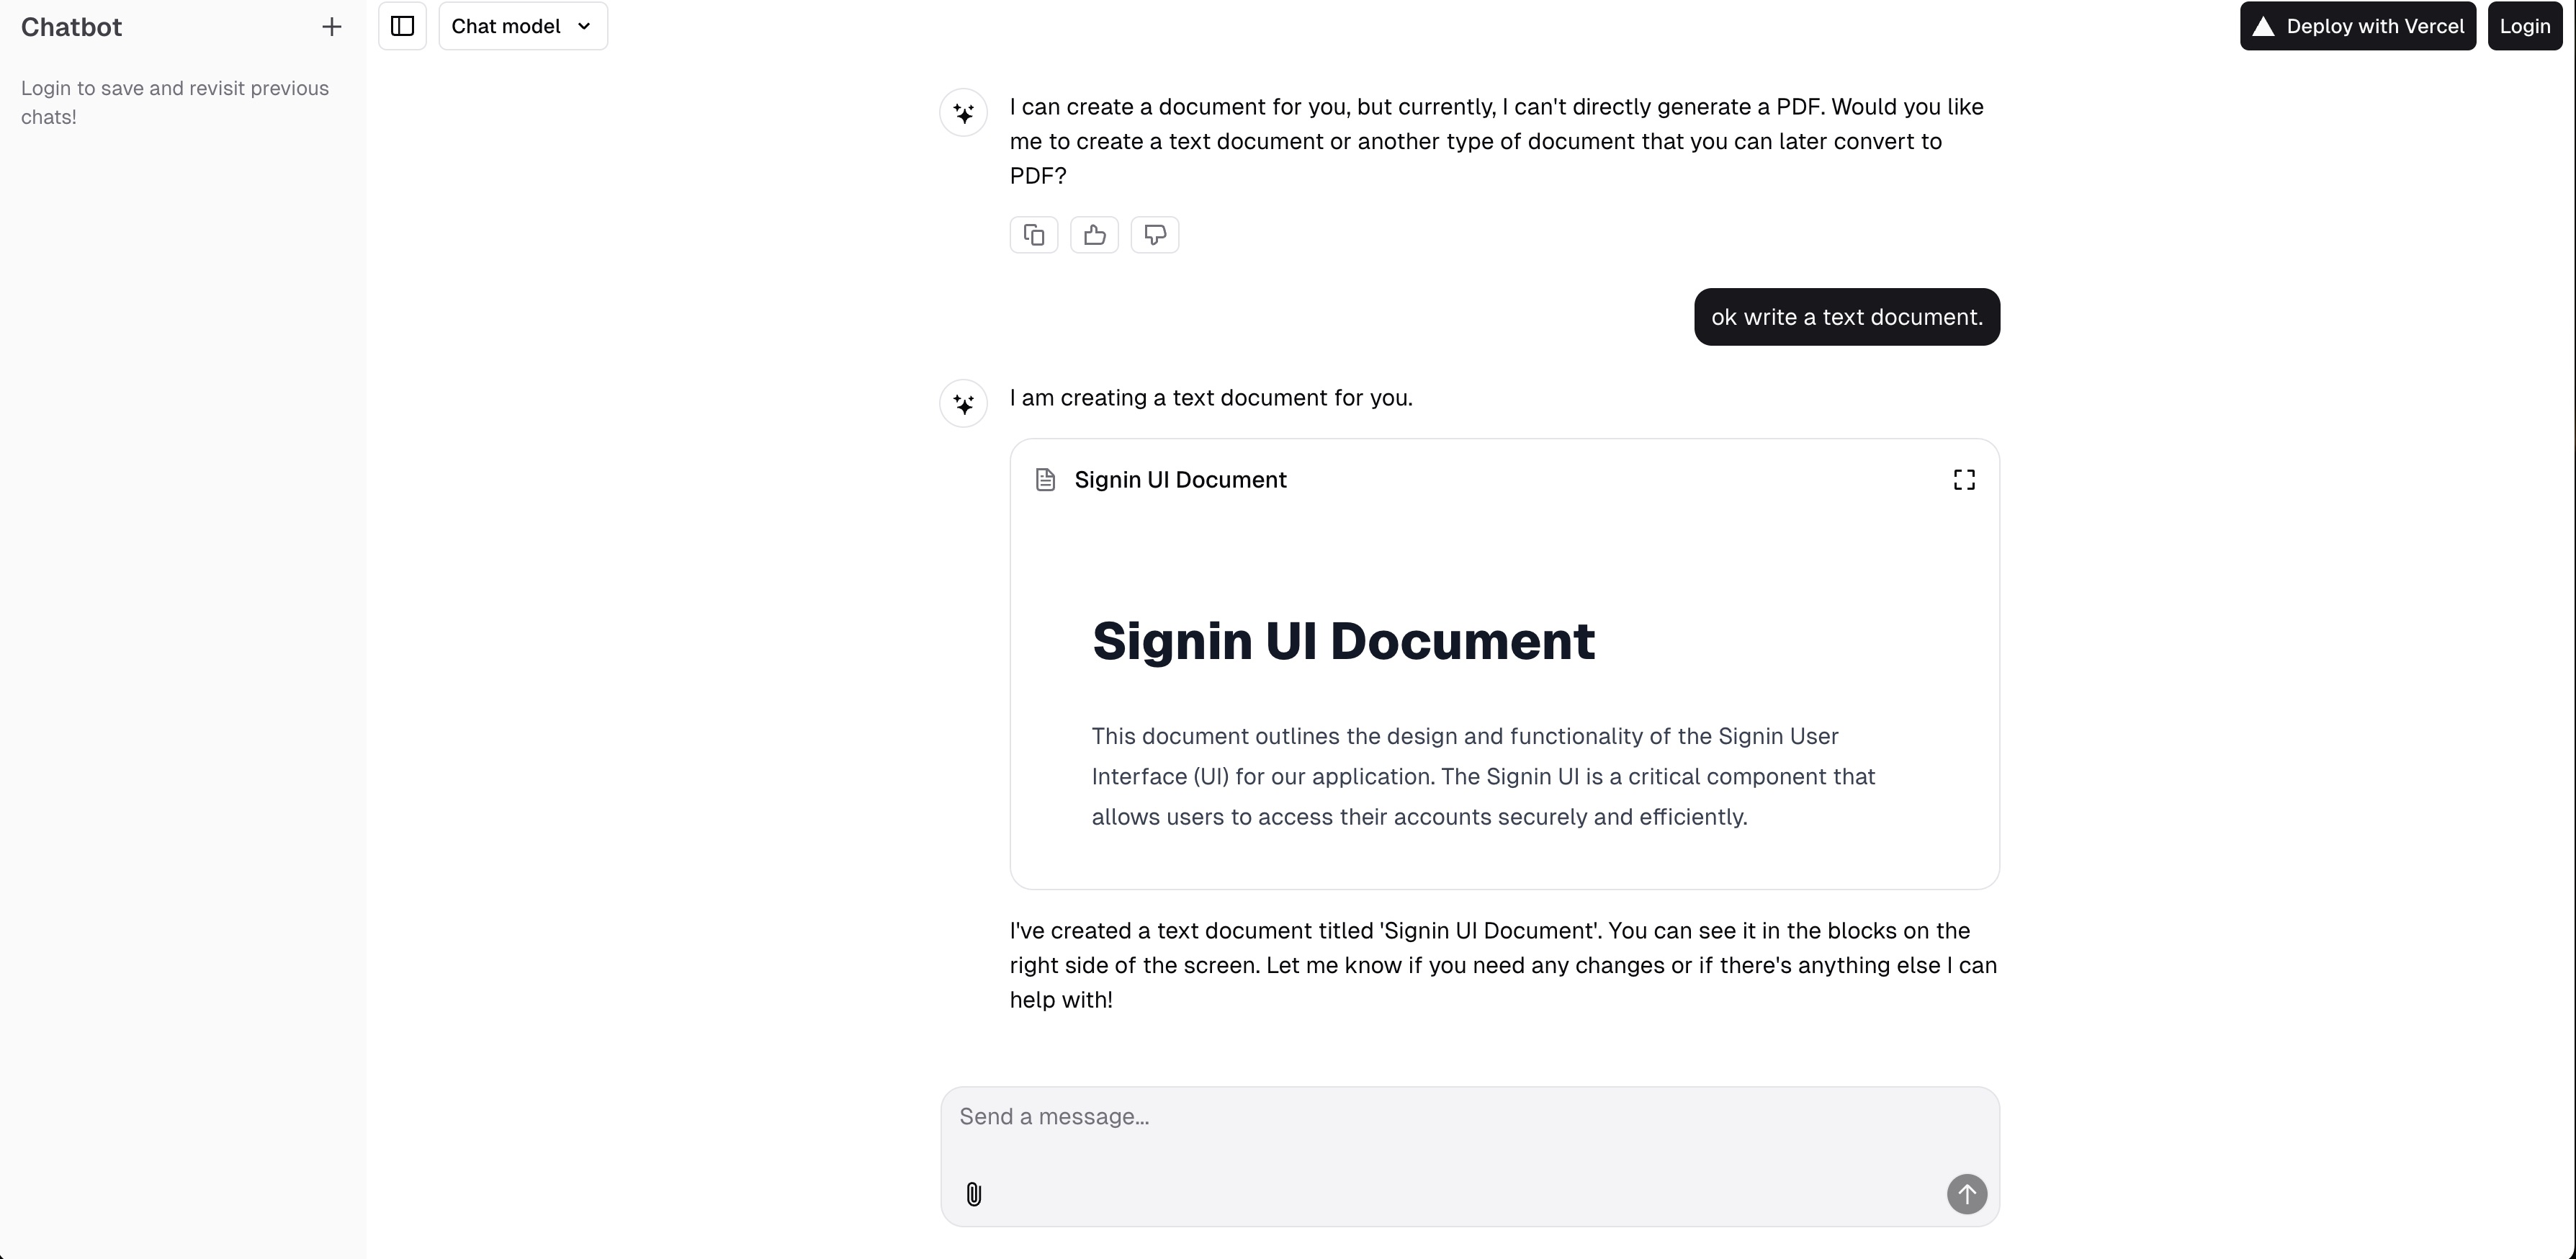 Chatbot
Login to save and revisit previous
chats!
Chat model
Deploy with Vercel
Login
I can create a document for you, but currently, I can't directly generate a PDF. Would you like
me to create a text document or another type of document that you can later convert to
PDF?
ok write a text document.
I am creating a text document for you.
Signin UI Document
Signin UI Document
This document outlines the design and functionality of the Signin User
Interface (UI) for our application. The Signin UI is a critical component that
allows users to access their accounts securely and efficiently.
I've created a text document titled 'Signin UI Document'. You can see it in the blocks on the
right side of the screen. Let me know if you need any changes or if there's anything else I can
help with!
Send a message...